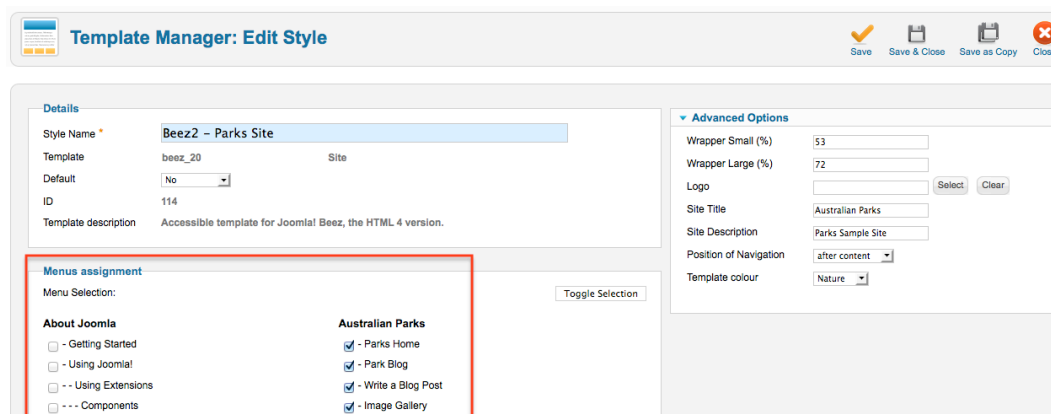 Template Manager: Edit Style
Save Save & Close Save as Copy Clos
Details
Style Name * Beez2 – Parks Site
Template beez_20 Site
Default No
ID 114
Template description Accessible template for Joomla! Beez, the HTML 4 version.
Menus assignment
Menu Selection: Toggle Selection
About Joomla Australian Parks
- Getting Started - Parks Home
- Using Joomla! - Park Blog
- - Using Extensions - Write a Blog Post
- - - Components - Image Gallery
Advanced Options
Wrapper Small (%) 53
Wrapper Large (%) 72
Logo Select Clear
Site Title Australian Parks
Site Description Parks Sample Site
Position of Navigation after content
Template colour Nature